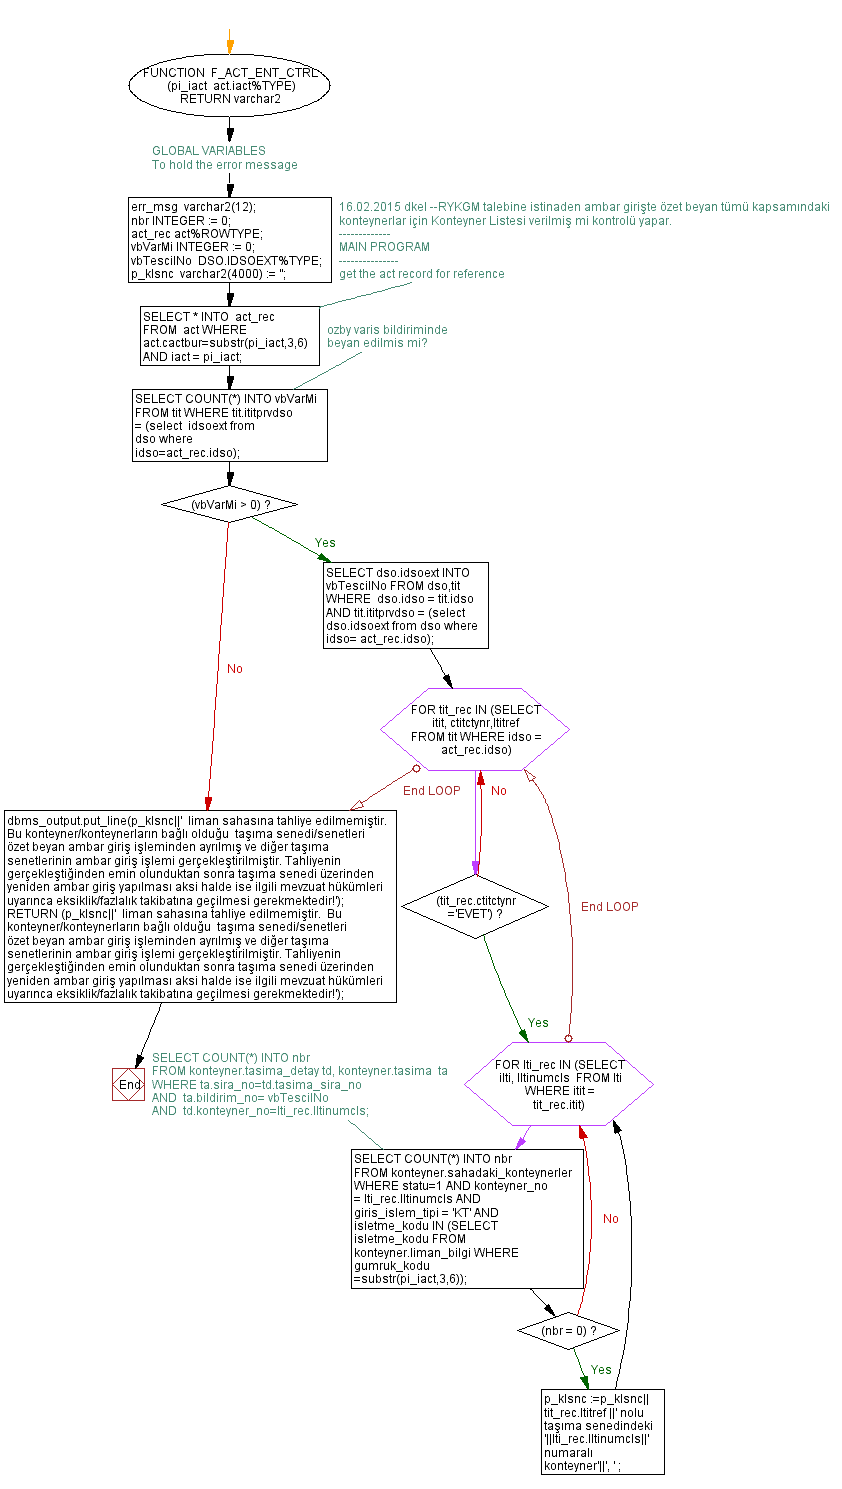 FUNCTION  F_ACT_ENT_CTRL
(pi_iact  act.iact%TYPE)
RETURN varchar2
GLOBAL VARIABLES
To hold the error message
err_msg  varchar2(12);
nbr INTEGER := 0;
act_rec act%ROWTYPE;
vbVarMi INTEGER := 0;
vbTescilNo  DSO.IDSOEXT%TYPE;
p_klsnc  varchar2(4000) := '';
16.02.2015 dkel --RYKGM talebine istinaden ambar girişte özet beyan tümü kapsamındaki
konteynerlar için Konteyner Listesi verilmiş mi kontrolü yapar.
-------------
MAIN PROGRAM
---------------
get the act record for reference
SELECT * INTO  act_rec
FROM  act WHERE
act.cactbur=substr(pi_iact,3,6)
AND iact = pi_iact;
ozby varis bildiriminde
beyan edilmis mi?
SELECT COUNT(*) INTO vbVarMi
FROM tit WHERE tit.ititprvdso
= (select  idsoext from
dso where
idso=act_rec.idso);
(vbVarMi > 0) ?
Yes
SELECT dso.idsoext INTO
vbTescilNo FROM dso,tit
WHERE  dso.idso = tit.idso
AND tit.ititprvdso = (select
dso.idsoext from dso where
idso= act_rec.idso);
No
FOR tit_rec IN (SELECT
itit, ctitctynr,ltitref
FROM tit WHERE idso =
act_rec.idso)
End LOOP
No
dbms_output.put_line(p_klsnc||'  liman sahasına tahliye edilmemiştir.
Bu konteyner/konteynerların bağlı olduğu  taşıma senedi/senetleri
özet beyan ambar giriş işleminden ayrılmış ve diğer taşıma
senetlerinin ambar giriş işlemi gerçekleştirilmiştir. Tahliyenin
gerçekleştiğinden emin olunduktan sonra taşıma senedi üzerinden
yeniden ambar giriş yapılması aksi halde ise ilgili mevzuat hükümleri
uyarınca eksiklik/fazlalık takibatına geçilmesi gerekmektedir!');
RETURN (p_klsnc||'  liman sahasına tahliye edilmemiştir.  Bu
konteyner/konteynerların bağlı olduğu  taşıma senedi/senetleri
özet beyan ambar giriş işleminden ayrılmış ve diğer taşıma
senetlerinin ambar giriş işlemi gerçekleştirilmiştir. Tahliyenin
gerçekleştiğinden emin olunduktan sonra taşıma senedi üzerinden
yeniden ambar giriş yapılması aksi halde ise ilgili mevzuat hükümleri
uyarınca eksiklik/fazlalık takibatına geçilmesi gerekmektedir!');
(tit_rec.ctitctynr
='EVET') ?
End LOOP
Yes
End
SELECT COUNT(*) INTO nbr
FROM konteyner.tasima_detay td, konteyner.tasima  ta
WHERE ta.sira_no=td.tasima_sira_no
AND  ta.bildirim_no= vbTescilNo
AND  td.konteyner_no=lti_rec.lltinumcls;
FOR lti_rec IN (SELECT
ilti, lltinumcls  FROM lti
WHERE itit =
tit_rec.itit)
SELECT COUNT(*) INTO nbr
FROM konteyner.sahadaki_konteynerler
WHERE statu=1 AND konteyner_no
= lti_rec.lltinumcls AND
giris_islem_tipi = 'KT' AND
isletme_kodu IN (SELECT
isletme_kodu FROM
konteyner.liman_bilgi WHERE
gumruk_kodu
=substr(pi_iact,3,6));
No
(nbr = 0) ?
Yes
p_klsnc :=p_klsnc||
tit_rec.ltitref ||' nolu
taşıma senedindeki
'||lti_rec.lltinumcls||'
numaralı
konteyner'||', ' ;